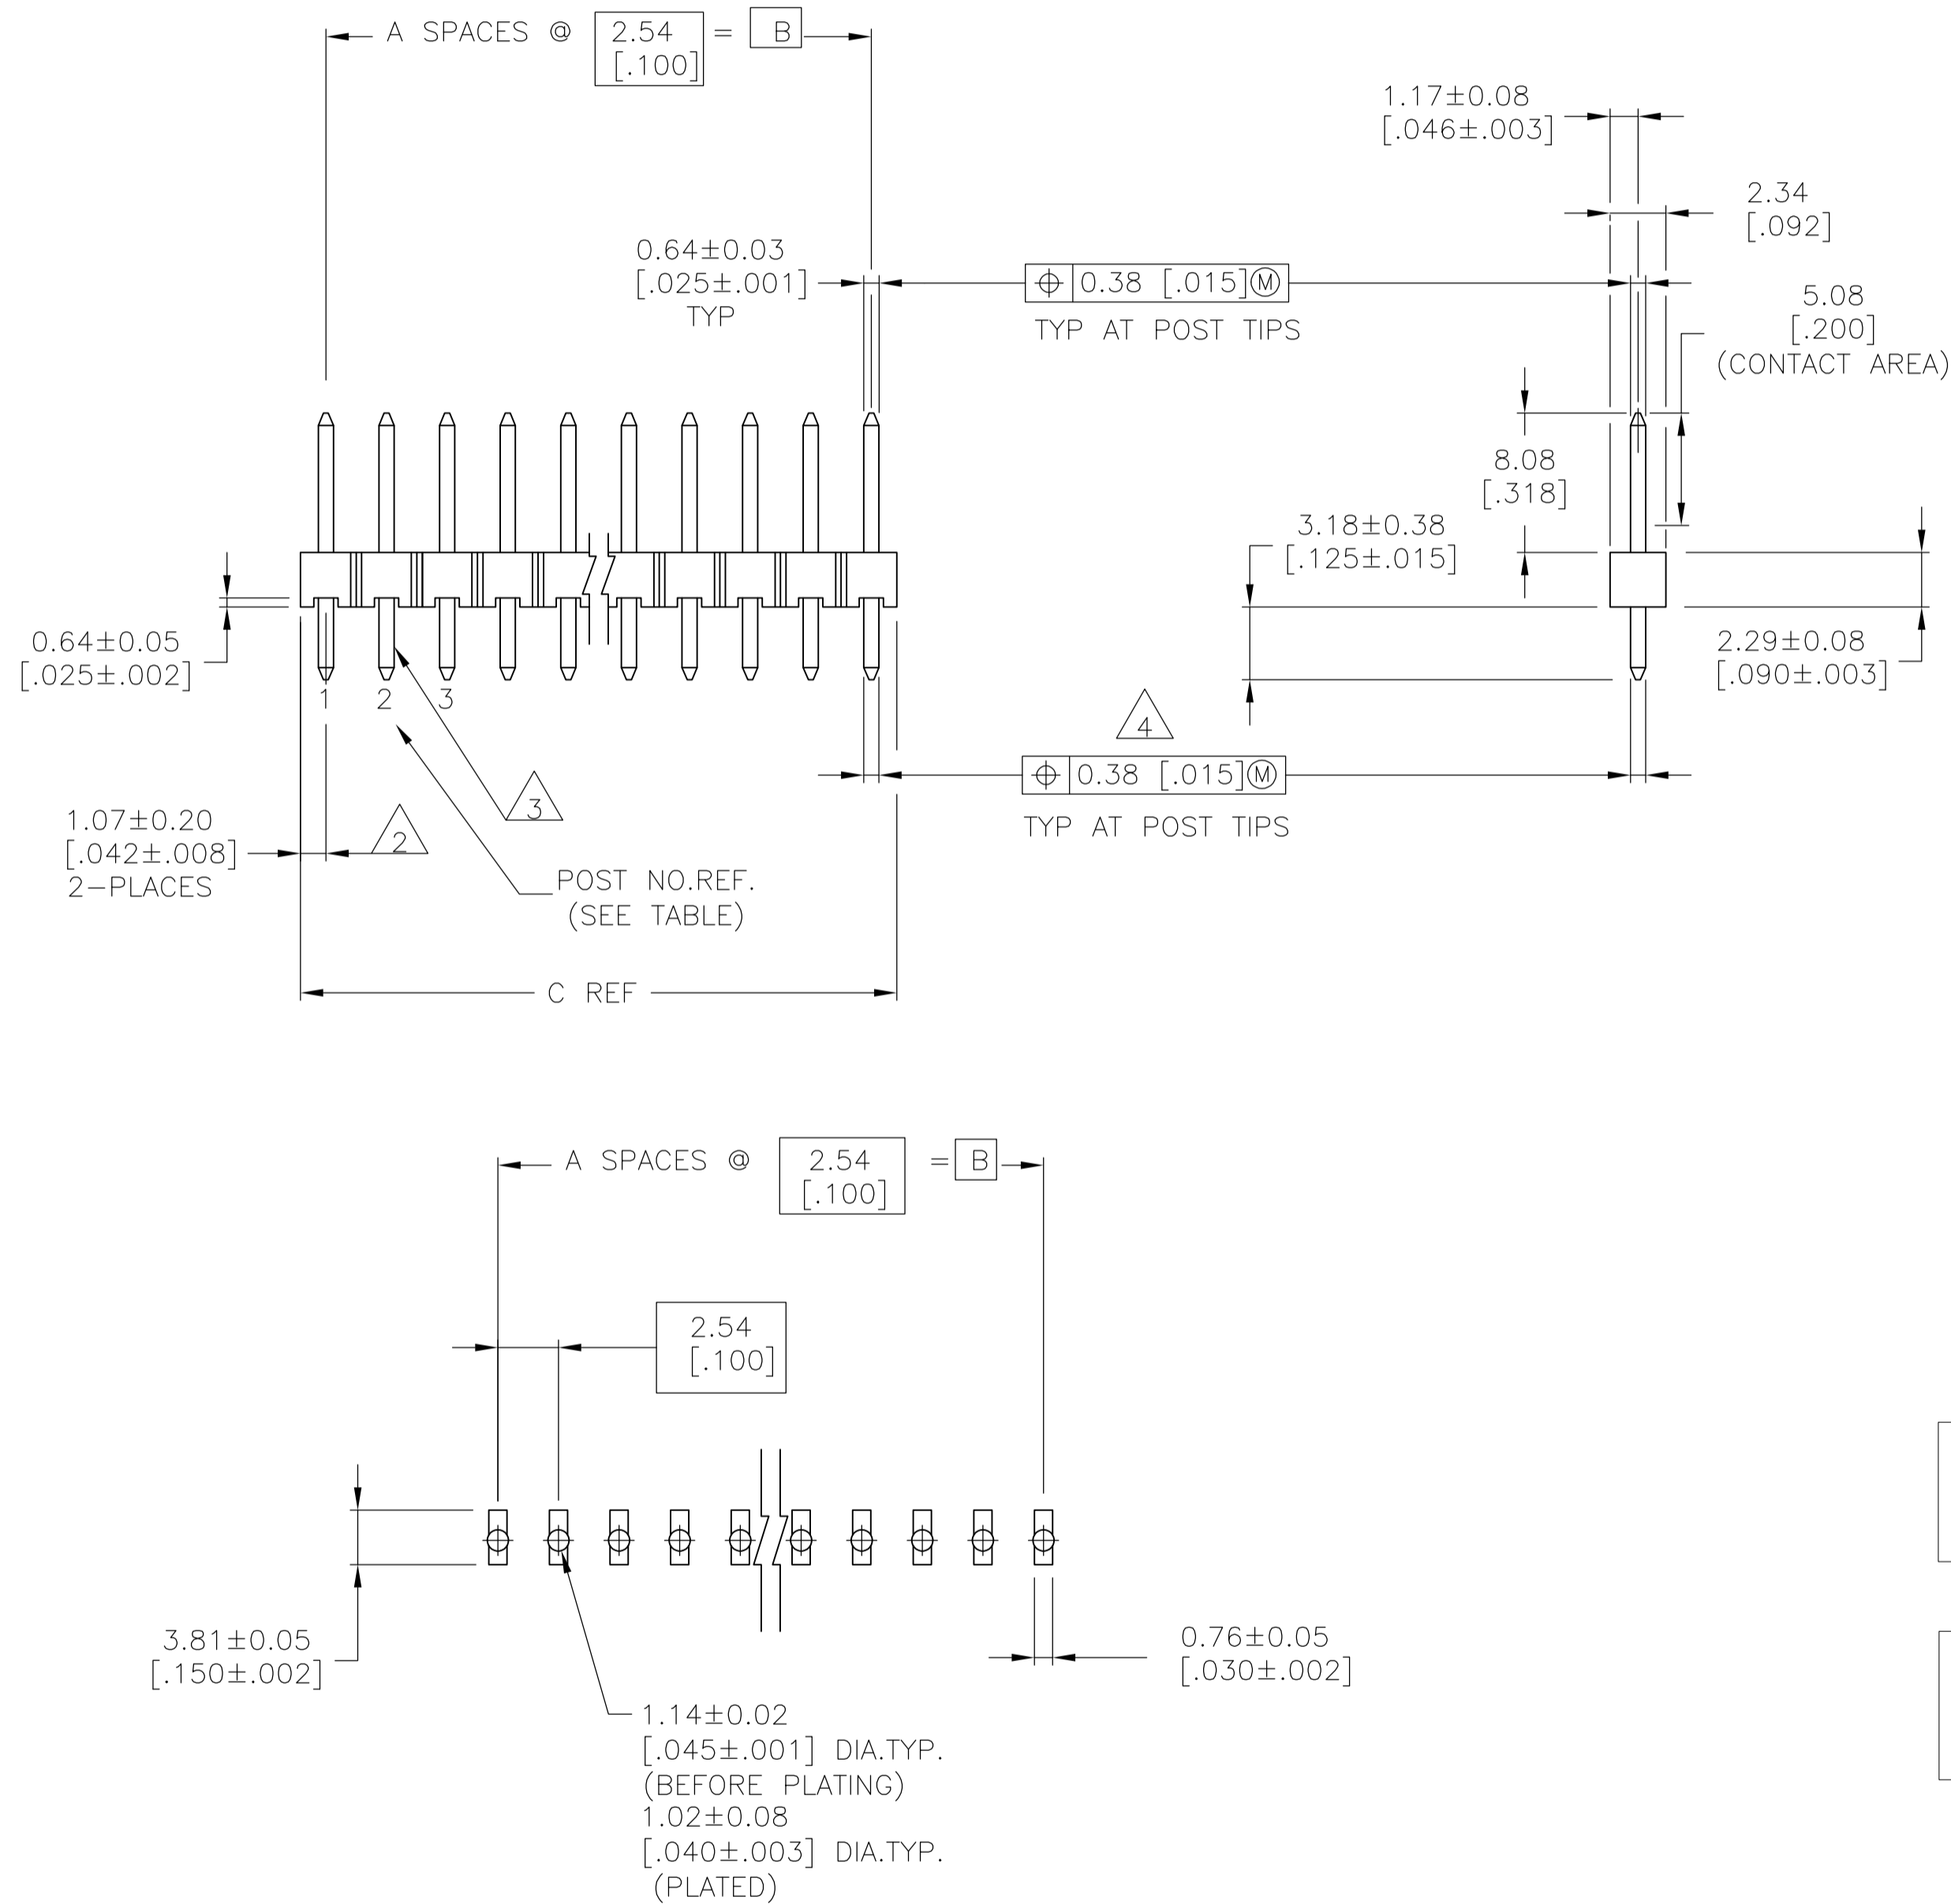 A SPACES @ 2.54 = B
[.100]
1.17±0.08
[.046±.003]
2.34
[.092]
0.64±0.03
[.025±.001]
TYP
⌖ 0.38 [.015] Ⓜ
TYP AT POST TIPS
5.08
[.200]
(CONTACT AREA)
8.08
[.318]
3.18±0.38
[.125±.015]
0.64±0.05
[.025±.002]
2.29±0.08
[.090±.003]
1 2 3
4
⌖ 0.38 [.015] Ⓜ
TYP AT POST TIPS
3
1.07±0.20
[.042±.008]
2-PLACES
2
POST NO.REF.
(SEE TABLE)
C REF
A SPACES @ 2.54 = B
[.100]
2.54
[.100]
3.81±0.05
[.150±.002]
0.76±0.05
[.030±.002]
1.14±0.02
[.045±.001] DIA.TYP.
(BEFORE PLATING)
1.02±0.08
[.040±.003] DIA.TYP.
(PLATED)